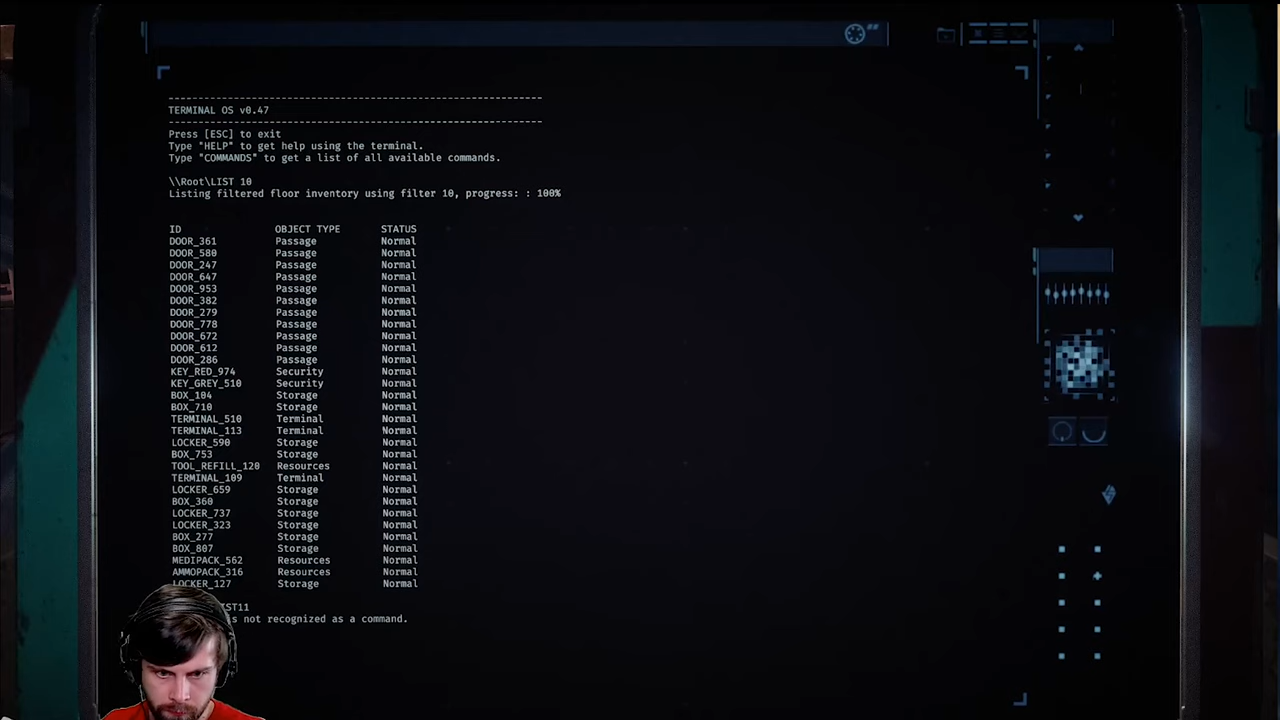 TERMINAL OS v0.47
Press [ESC] to exit
Type "HELP" to get help using the terminal.
Type "COMMANDS" to get a list of all available commands.
\\Root\LIST 10
Listing filtered floor inventory using filter 10, progress: : 100%
ID OBJECT TYPE STATUS
DOOR_361 Passage Normal
DOOR_580 Passage Normal
DOOR_247 Passage Normal
DOOR_647 Passage Normal
DOOR_953 Passage Normal
DOOR_382 Passage Normal
DOOR_279 Passage Normal
DOOR_778 Passage Normal
DOOR_672 Passage Normal
DOOR_612 Passage Normal
DOOR_286 Passage Normal
KEY_RED_974 Security Normal
KEY_GREY_510 Security Normal
BOX_104 Storage Normal
BOX_710 Storage Normal
TERMINAL_510 Terminal Normal
TERMINAL_113 Terminal Normal
LOCKER_590 Storage Normal
BOX_753 Storage Normal
TOOL_REFILL_120 Resources Normal
TERMINAL_109 Terminal Normal
LOCKER_659 Storage Normal
BOX_360 Storage Normal
LOCKER_737 Storage Normal
LOCKER_323 Storage Normal
BOX_277 Storage Normal
BOX_807 Storage Normal
MEDIPACK_562 Resources Normal
AMMOPACK_316 Resources Normal
LOCKER_127 Storage Normal
IST11
is not recognized as a command.